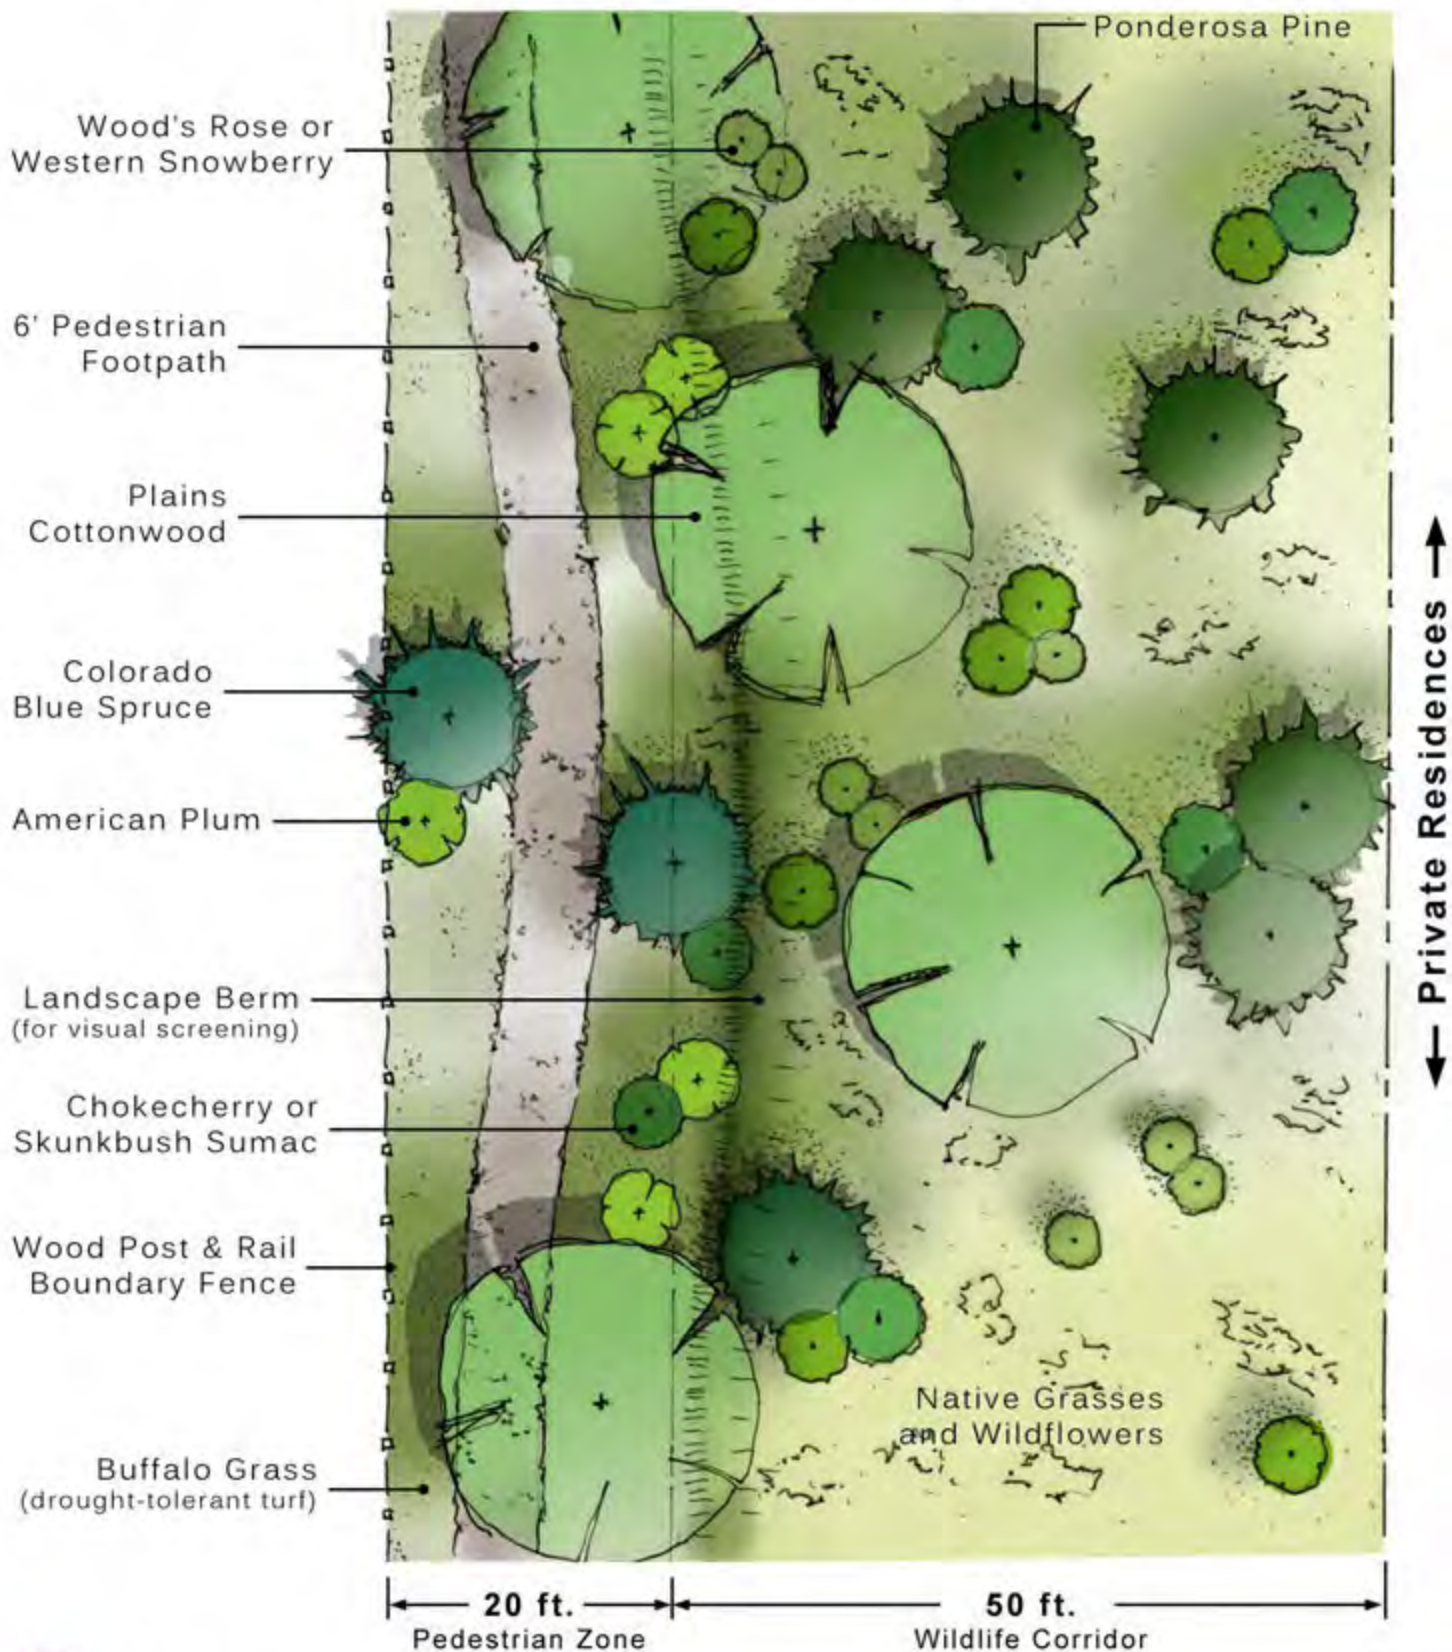 Ponderosa Pine
Wood's Rose or
Western Snowberry
6' Pedestrian
Footpath
Plains
Cottonwood
Colorado
Blue Spruce
American Plum
Landscape Berm
(for visual screening)
Chokecherry or
Skunkbush Sumac
Wood Post & Rail
Boundary Fence
Buffalo Grass
(drought-tolerant turf)
Native Grasses
and Wildflowers
Private Residences
20 ft.
Pedestrian Zone
50 ft.
Wildlife Corridor